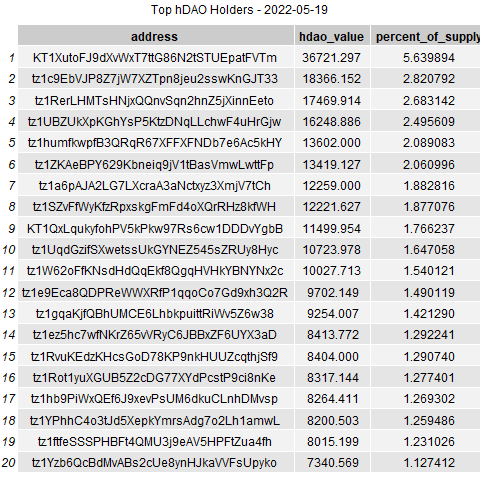 Top hDAO Holders - 2022-05-19
address hdao_value percent_of_supply
1 KT1XutoFJ9dXvWxT7ttG86N2tSTUEpatFVTm 36721.297 5.639894
2 tz1c9EbVJP8Z7jW7XZTpn8jeu2sswKnGJT33 18366.152 2.820792
3 tz1RerLHMTsHNjxQQnvSqn2hnZ5jXinnEeto 17469.914 2.683142
4 tz1UBZUkXpKGhYsP5KtzDNqLLchwF4uHrGjw 16248.886 2.495609
5 tz1humfkwpfB3QRqR67XFFXFNDb7e6Ac5kHY 13602.000 2.089083
6 tz1ZKAeBPY629Kbneiq9jV1tBasVmwLwttFp 13419.127 2.060996
7 tz1a6pAJA2LG7LXcraA3aNctxyz3XmjV7tCh 12259.000 1.882816
8 tz1SZvFfWyKfzRpxskgFmFd4oXQrRHz8kfWH 12221.627 1.877076
9 KT1QxLqukyfohPV5kPkw97Rs6cw1DDDvYgbB 11499.954 1.766237
10 tz1UqdGzifSXwetssUkGYNEZ545sZRUy8Hyc 10723.978 1.647058
11 tz1W62oFfKNsdHdQqEkf8QgqHVHkYBNYNx2c 10027.713 1.540121
12 tz1e9Eca8QDPReWWXRfP1qqoCo7Gd9xh3Q2R 9702.149 1.490119
13 tz1gqaKjfQBhUMCE6LhbkpuittRiWv5Z6w38 9254.007 1.421290
14 tz1ez5hc7wfNKrZ65vVRyC6JBBxZF6UYX3aD 8413.772 1.292241
15 tz1RvuKEdzKHcsGoD78KP9nkHUUZcqthjSf9 8404.000 1.290740
16 tz1Rot1yuXGUB5Z2cDG77XYdPcstP9ci8nKe 8317.144 1.277401
17 tz1hb9PiWxQEf6J9xevPsUM6dkuCLnhDMvsp 8264.411 1.269302
18 tz1YPhhC4o3tJd5XepkYmrsAdg7o2Lh1amwL 8200.503 1.259486
19 tz1ftfeSSSPHBFt4QMU3j9eAV5HPFtZua4fh 8015.199 1.231026
20 tz1Yzb6QcBdMvABs2cUe8ynHJkaVVFsUpyko 7340.569 1.127412